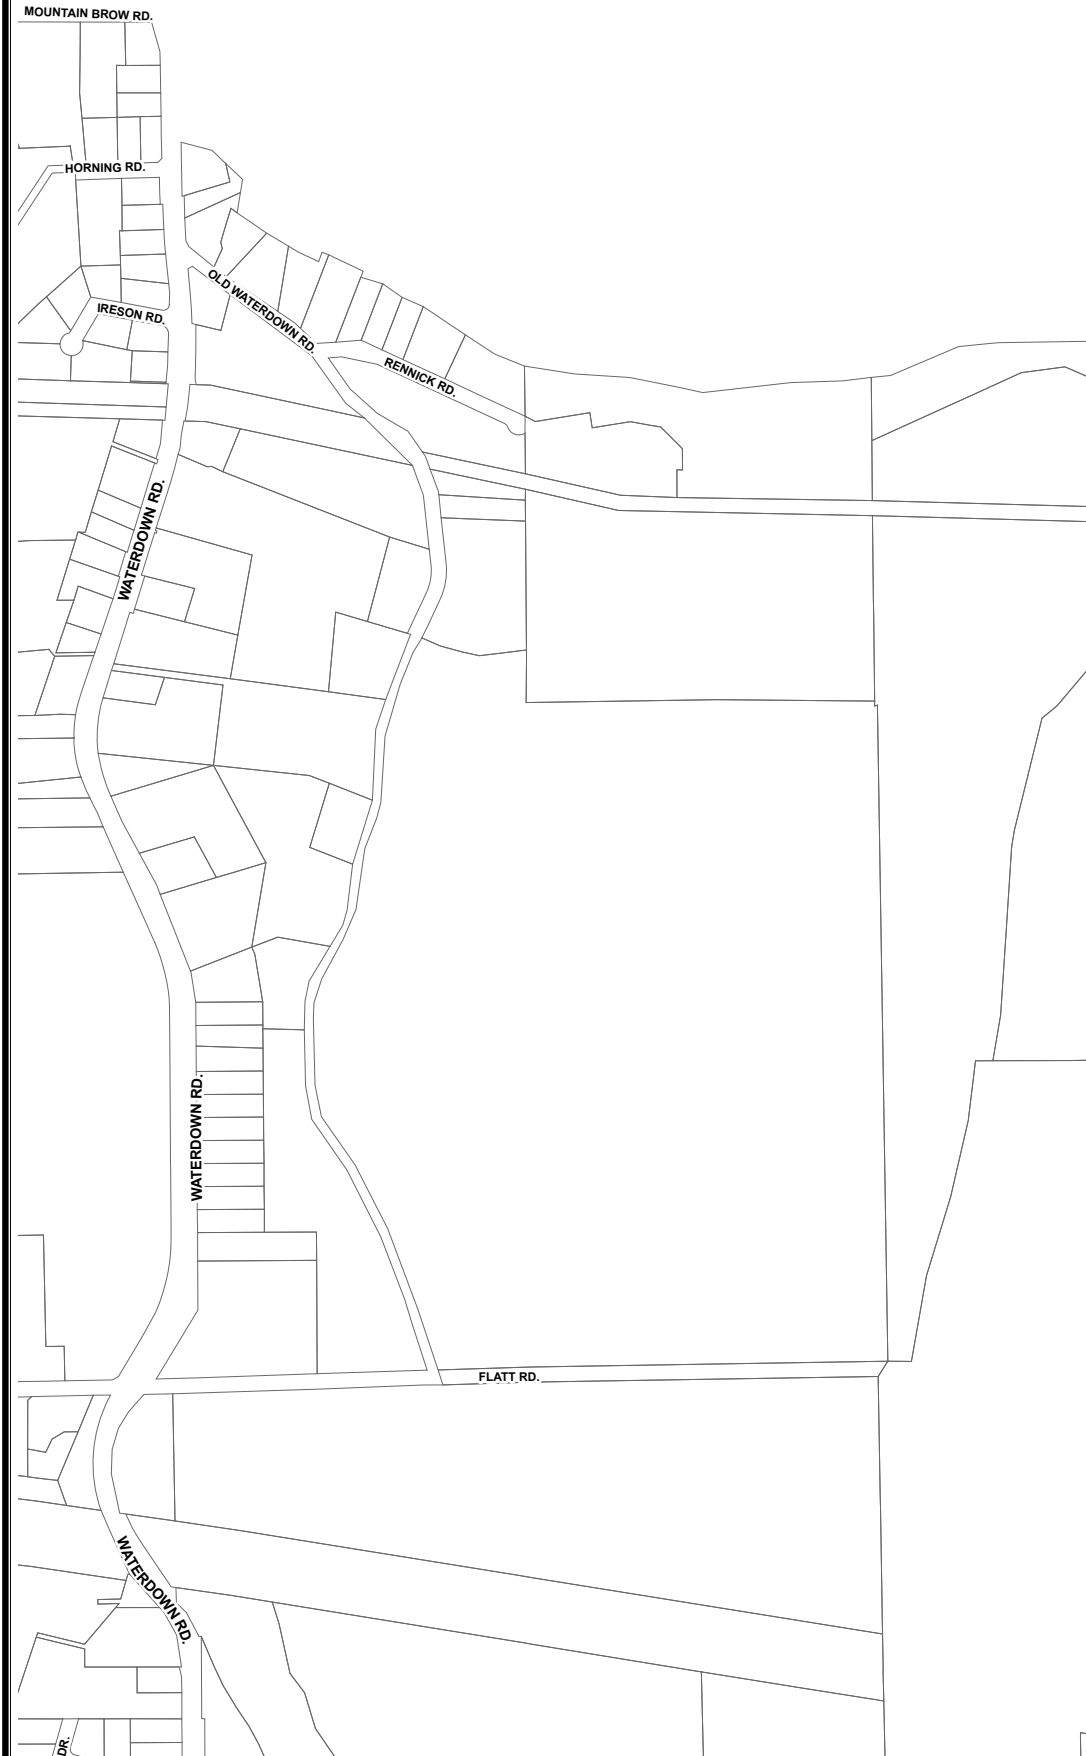 MOUNTAIN BROW RD.
HORNING RD.
OLD WATERDOWN RD.
IRESON RD.
RENNICK RD.
WATERDOWN RD.
WATERDOWN RD.
FLATT RD.
WATERDOWN RD.
DR.